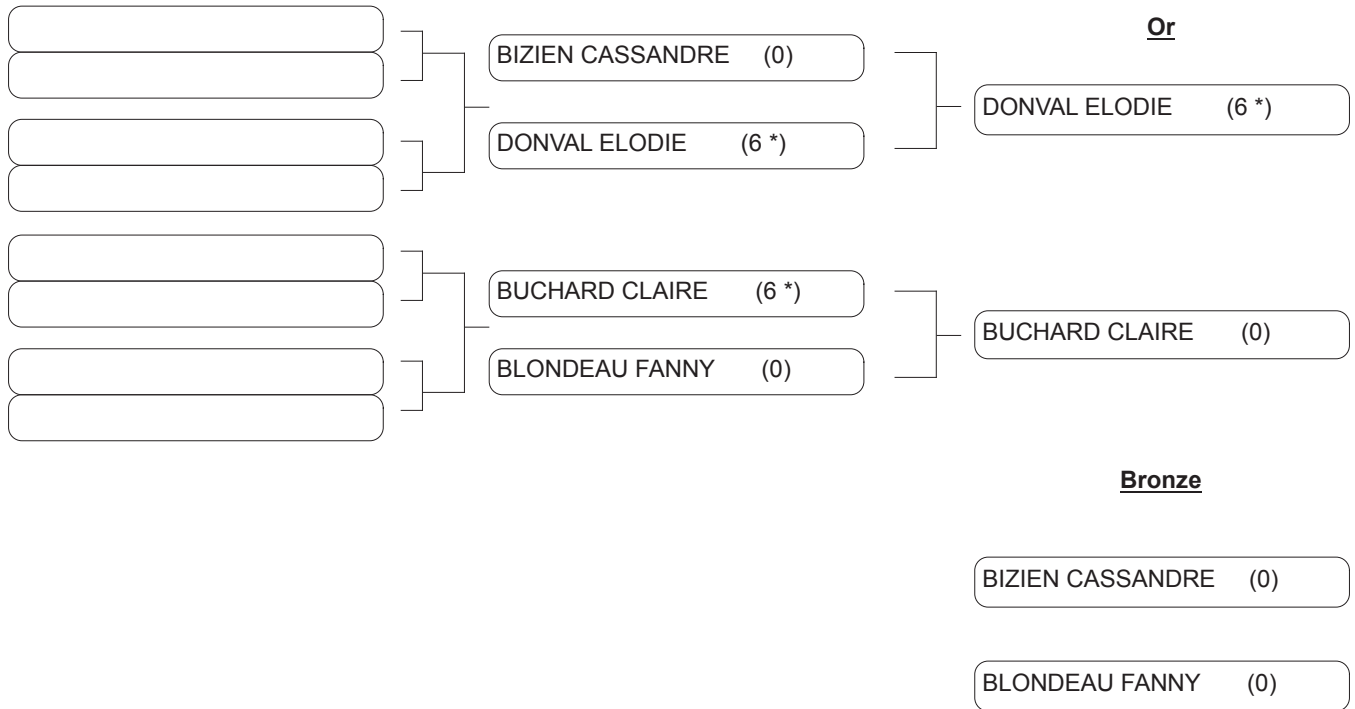 Or
BIZIEN CASSANDRE (0)
DONVAL ELODIE (6 *)
DONVAL ELODIE (6 *)
BUCHARD CLAIRE (6 *)
BLONDEAU FANNY (0)
BUCHARD CLAIRE (0)
Bronze
BIZIEN CASSANDRE (0)
BLONDEAU FANNY (0)